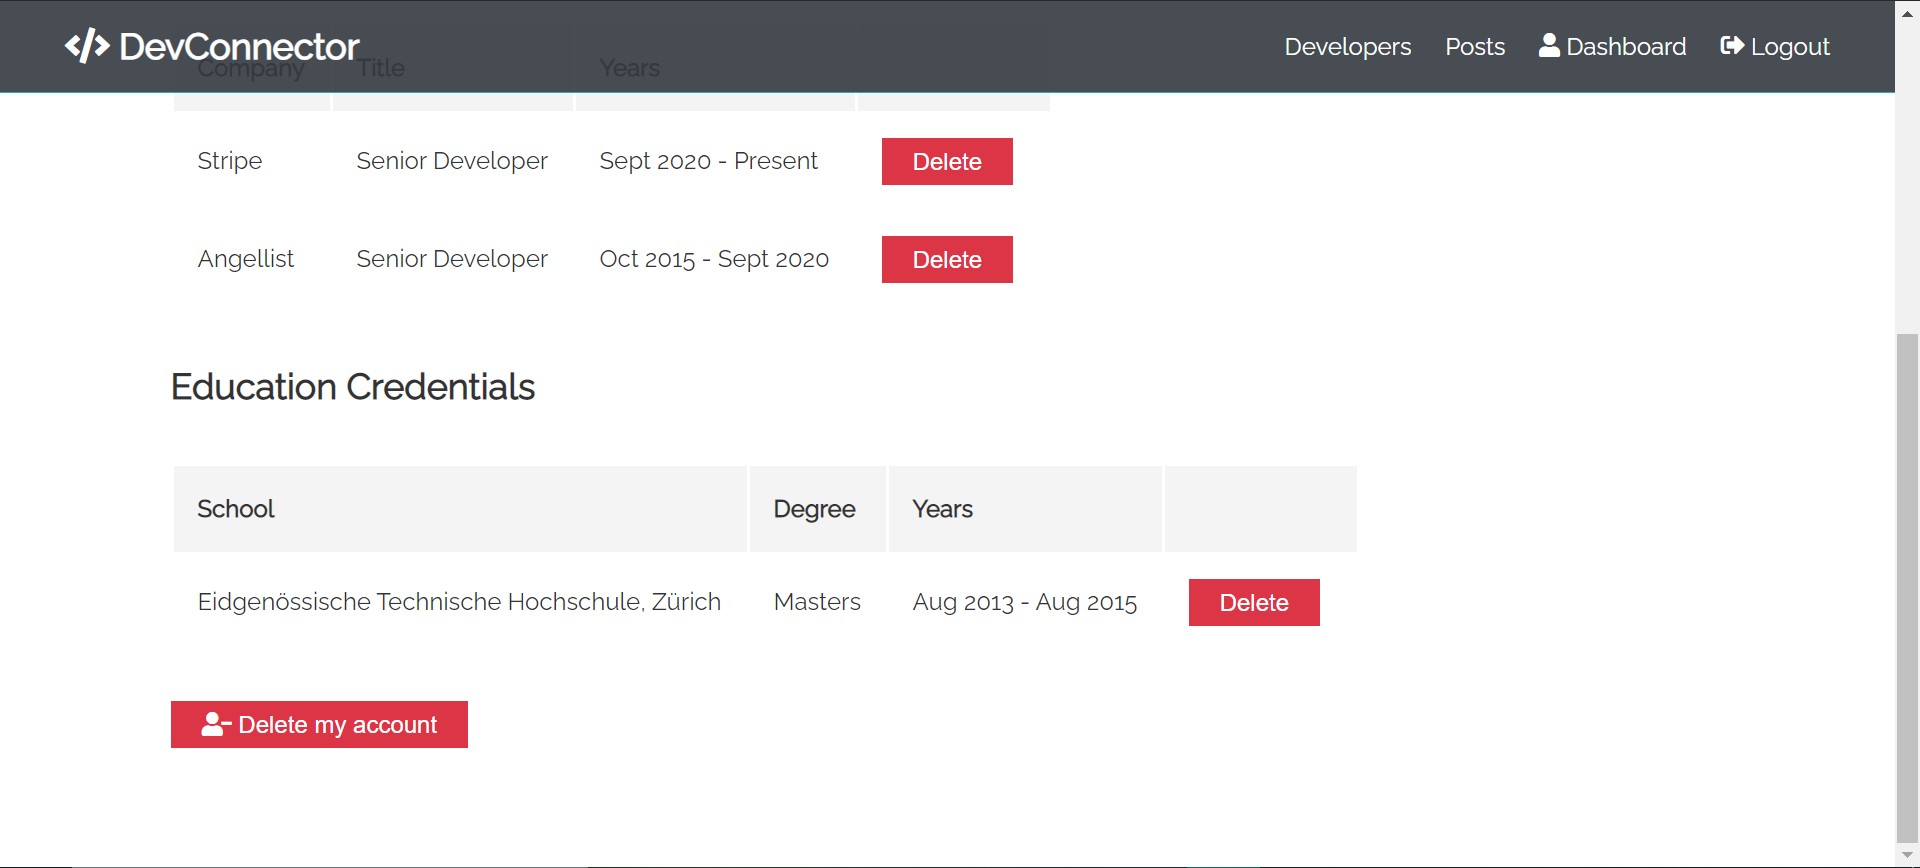 </> DevConnector Developers Posts Dashboard Logout
Company Title Years
Stripe Senior Developer Sept 2020 - Present Delete
Angellist Senior Developer Oct 2015 - Sept 2020 Delete
Education Credentials
School Degree Years
Eidgenössische Technische Hochschule, Zürich Masters Aug 2013 - Aug 2015 Delete
Delete my account